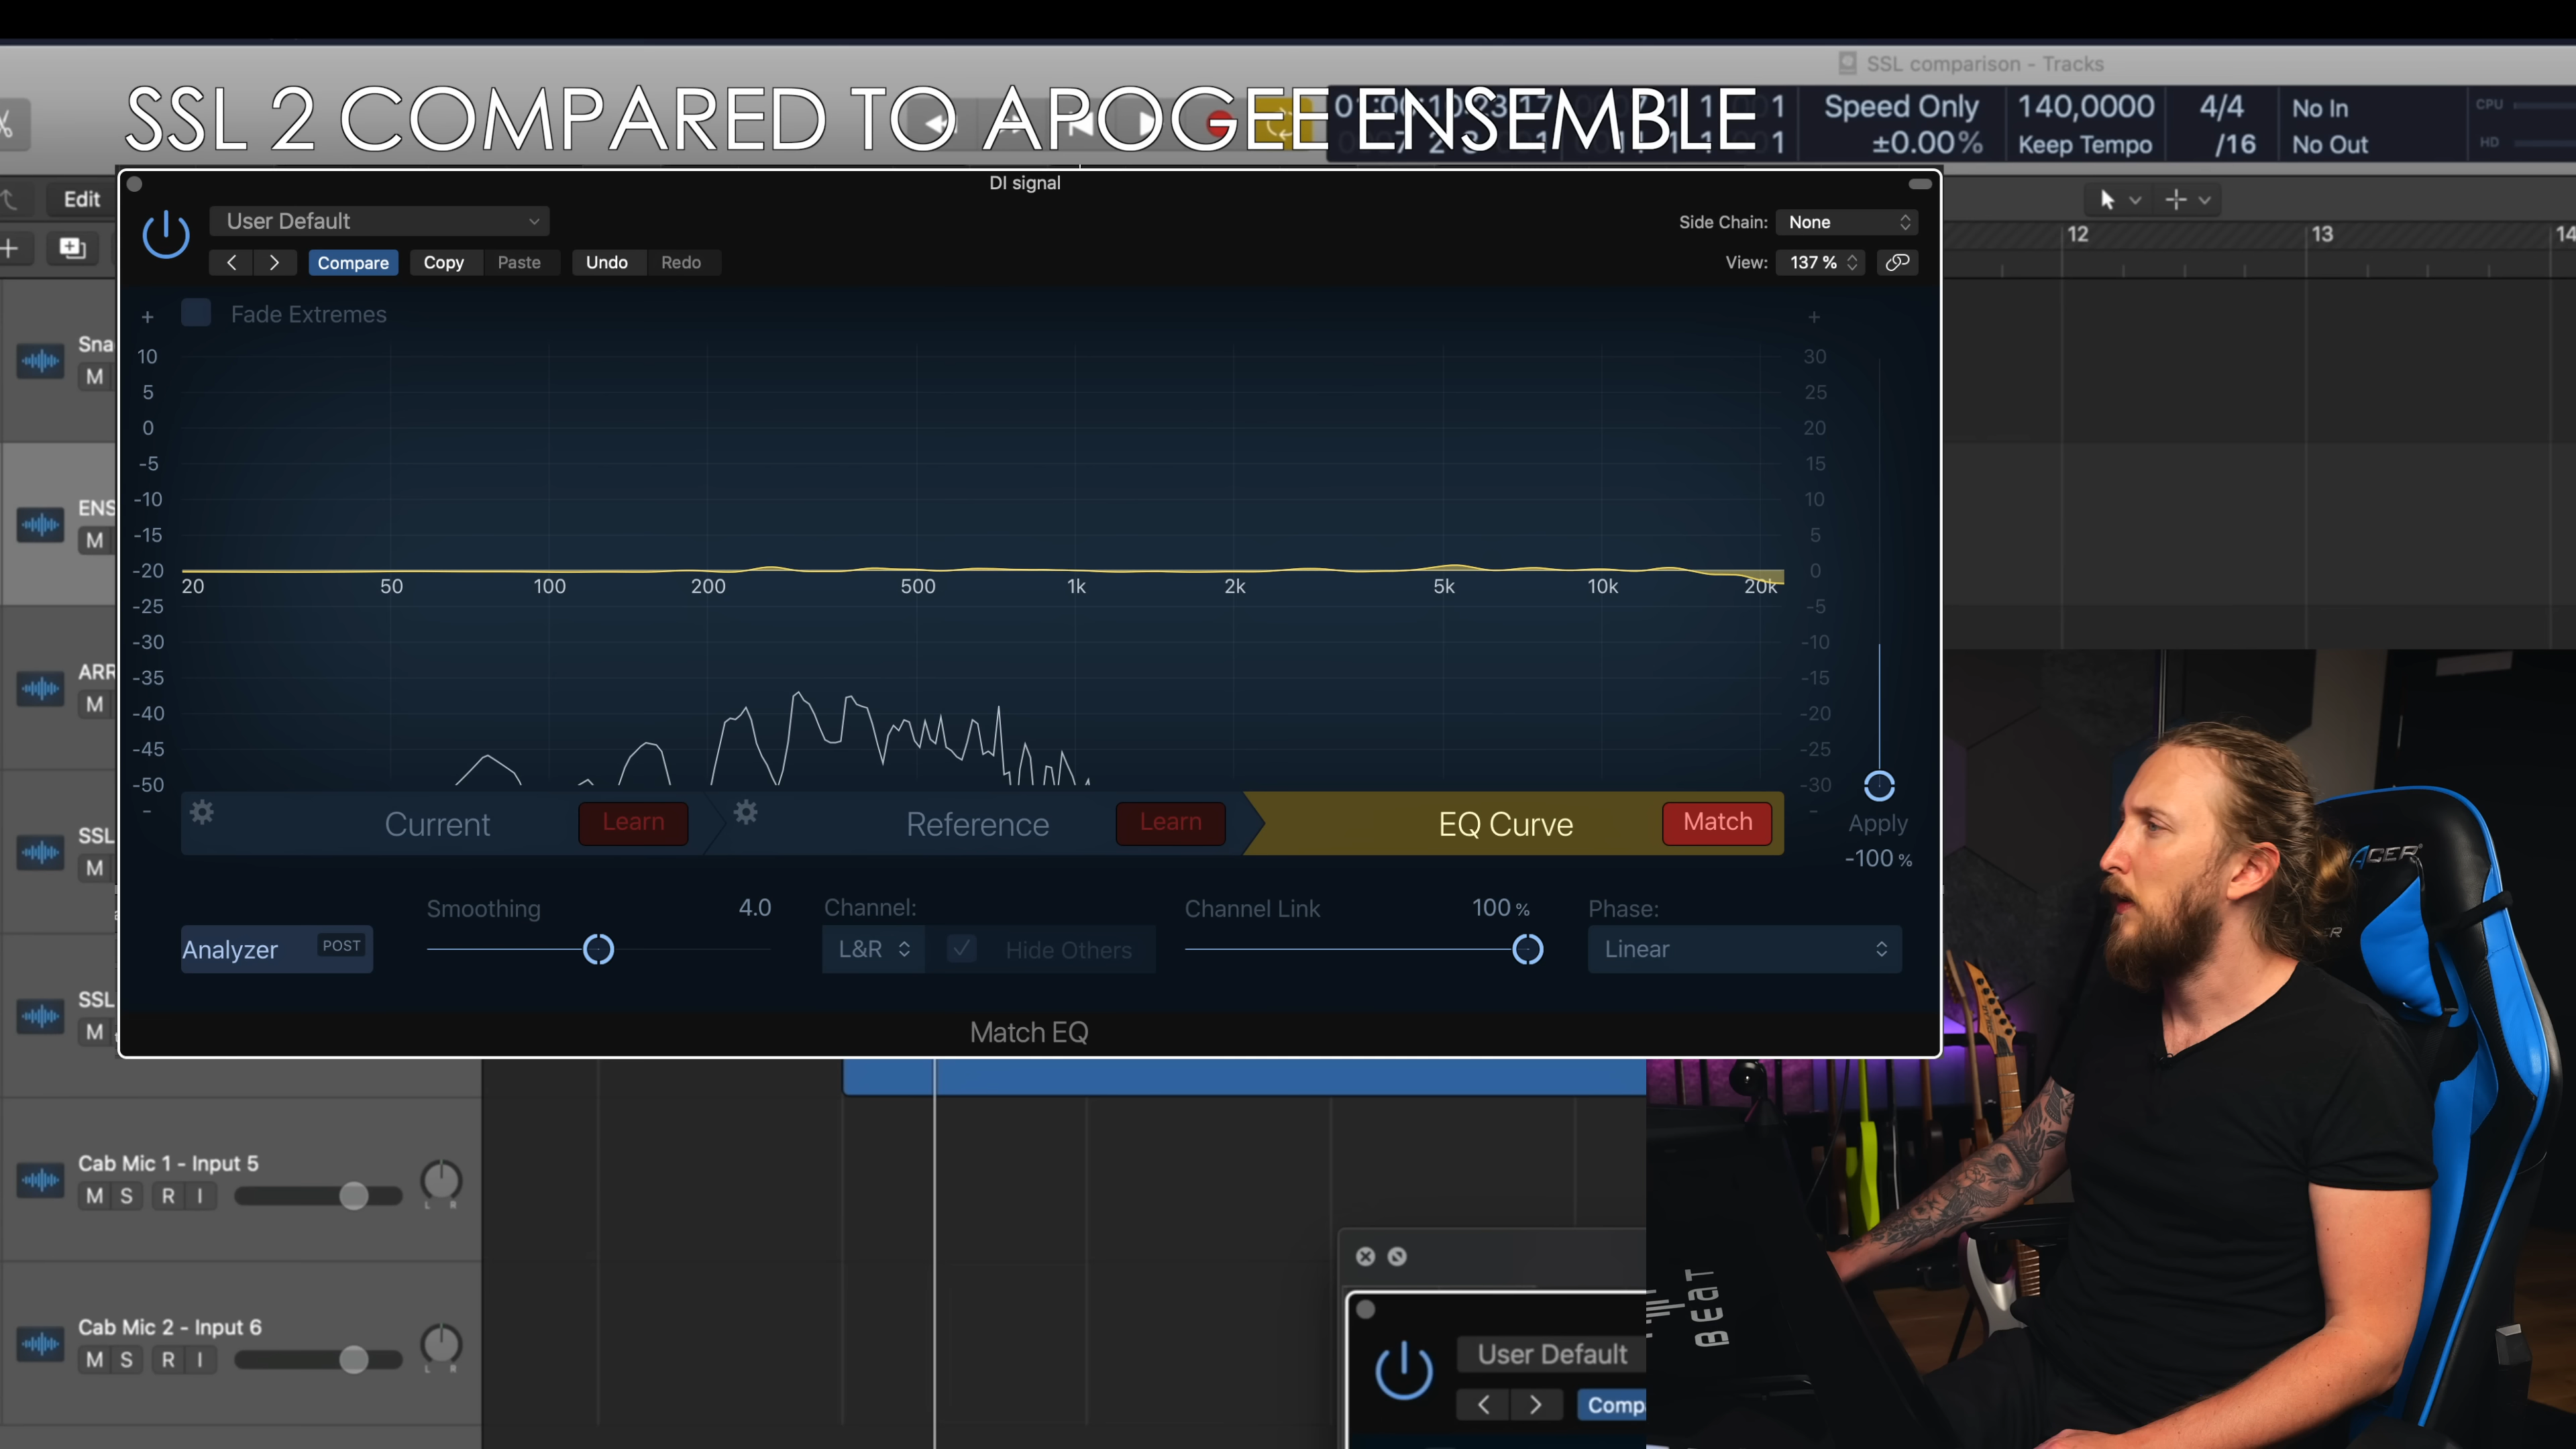 SSL comparison - Tracks
SSL 2 COMPARED TO APOGEE ENSEMBLE
Speed Only
±0.00%
140,0000
Keep Tempo
4/4
/16
No In
No Out
CPU
HD
DI signal
Edit
User Default
Side Chain: None
Compare Copy Paste Undo Redo
View: 137 %
12 13 14
+ Fade Extremes +
10 30
5 25
0 20
-5 15
-10 10
-15 5
-20 0
20 50 100 200 500 1k 2k 5k 10k 20k
-25 -5
-30 -10
-35 -15
-40 -20
-45 -25
-50 -30
Current Learn Reference Learn EQ Curve Match
Apply
-100 %
Smoothing 4.0
Channel:
Channel Link 100 %
Phase:
Analyzer POST
L&R
Hide Others
Linear
Match EQ
Sna
M
ENS
M
ARR
M
SSL
M
SSL
M
Cab Mic 1 - Input 5
M S R I
L R
Cab Mic 2 - Input 6
M S R I
L R
User Default
Comp
BEAT
ACER
ER